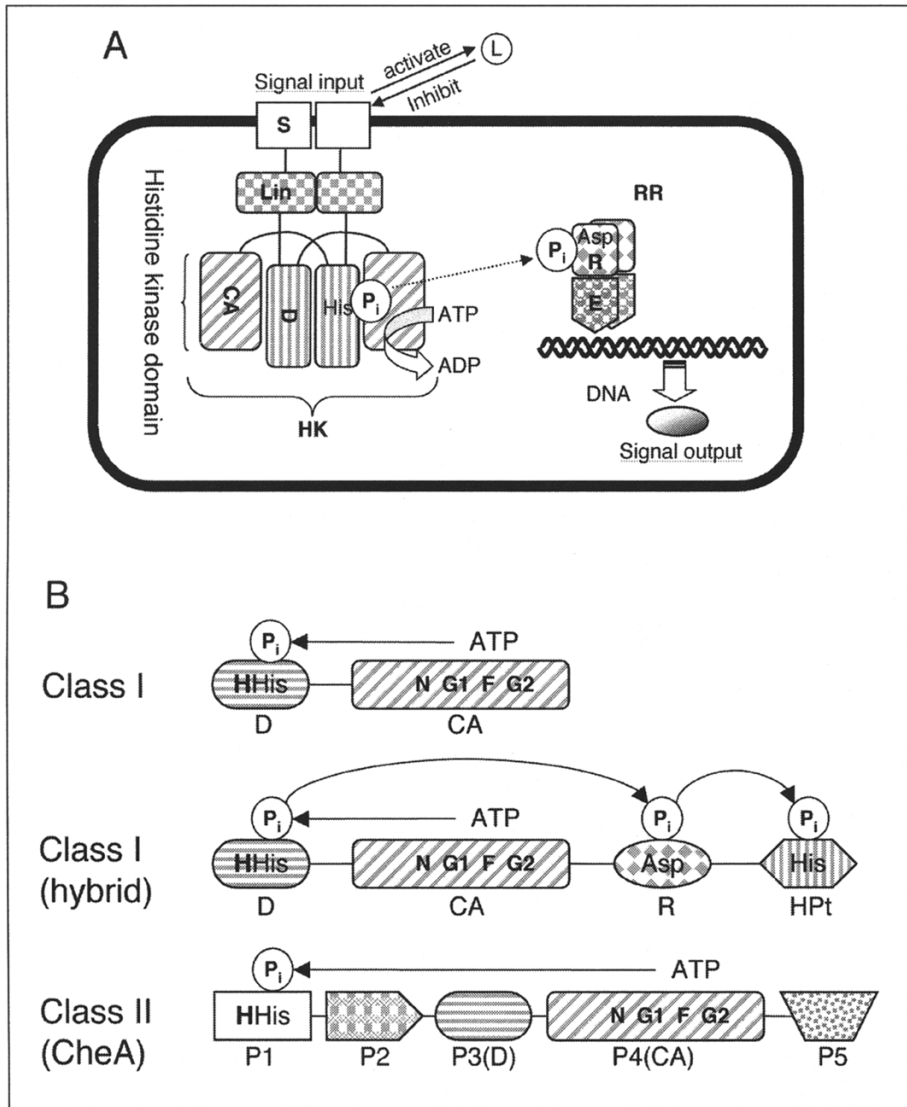 A
Signal input
activate
Inhibit
L
S
Lin
Histidine kinase domain
CA
D
His
Pi
ATP
ADP
HK
RR
Pi
Asp
R
E
DNA
Signal output
B
Class I
Pi
ATP
HHis
N G1 F G2
D
CA
Class I
(hybrid)
Pi
ATP
Pi
Pi
HHis
N G1 F G2
Asp
His
D
CA
R
HPt
Class II
(CheA)
Pi
ATP
HHis
N G1 F G2
P1
P2
P3(D)
P4(CA)
P5